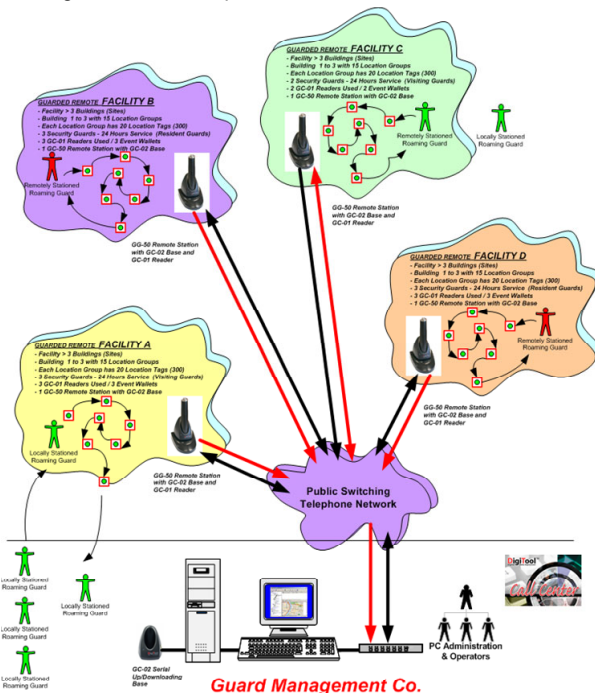 GUARDED REMOTE FACILITY C
- Facility > 3 Buildings (Sites)
- Building 1 to 3 with 15 Location Groups
- Each Location Group has 20 Location Tags (300)
- 2 Security Guards - 24 Hours Service (Visiting Guards)
- 2 GC-01 Readers Used / 2 Event Wallets
- 1 GC-50 Remote Station with GC-02 Base
Remotely Stationed
Roaming Guard
Locally Stationed
Roaming Guard
GUARDED REMOTE FACILITY B
- Facility > 3 Buildings (Sites)
- Building 1 to 3 with 15 Location Groups
- Each Location Group has 20 Location Tags (300)
- 3 Security Guards - 24 Hours Service (Resident Guards)
- 3 GC-01 Readers Used / 3 Event Wallets
- 1 GC-50 Remote Station with GC-02 Base
Remotely Stationed
Roaming Guard
GG-50 Remote Station
with GC-02 Base and
GC-01 Reader
GG-50 Remote Station
with GC-02 Base and
GC-01 Reader
GUARDED REMOTE FACILITY D
- Facility > 3 Buildings (Sites)
- Building 1 to 3 with 15 Location Groups
- Each Location Group has 20 Location Tags (300)
- 3 Security Guards - 24 Hours Service (Resident Guards)
- 3 GC-01 Readers Used / 3 Event Wallets
- 1 GC-50 Remote Station with GC-02 Base
Remotely Stationed
Roaming Guard
GG-50 Remote Station
with GC-02 Base and
GC-01 Reader
GUARDED REMOTE FACILITY A
- Facility > 3 Buildings (Sites)
- Building 1 to 3 with 15 Location Groups
- Each Location Group has 20 Location Tags (300)
- 3 Security Guards - 24 Hours Service (Visiting Guards)
- 3 GC-01 Readers Used / 3 Event Wallets
- 1 GC-50 Remote Station with GC-02 Base
Locally Stationed
Roaming Guard
GG-50 Remote Station
with GC-02 Base and
GC-01 Reader
Public Switching
Telephone Network
Locally Stationed
Roaming Guard
Locally Stationed
Roaming Guard
Locally Stationed
Roaming Guard
Locally Stationed
Roaming Guard
GC-02 Serial
Up/Downloading
Base
DigiTool
Call Center
PC Administration
& Operators
Guard Management Co.